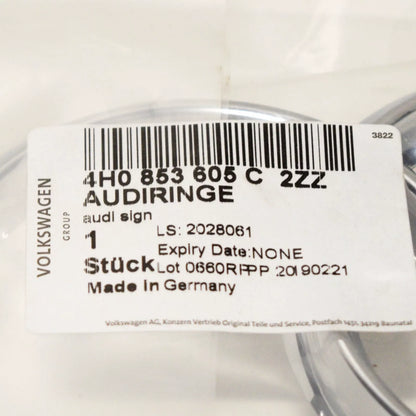 3822
VOLKSWAGEN
GROUP
4H0 853 605 C 2ZZ
AUDIRINGE
audi sign
1 LS: 2028061
Expiry Date:NONE
Stück Lot 0660RPPP 20190221
Made In Germany
Volkswagen AG, Konzern Vertrieb Original Teile und Service, Postfach 1451, 34219 Baunatal